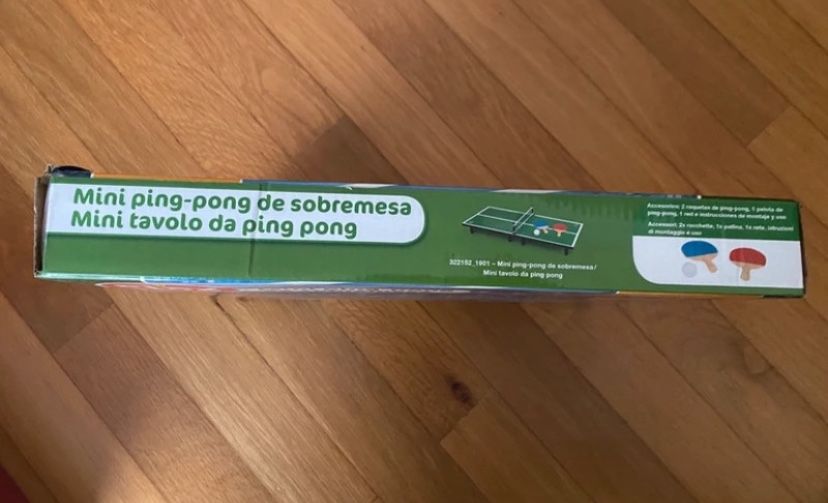 Mini ping-pong de sobremesa
Mini tavolo da ping pong
322152_1901 – Mini ping-pong de sobremesa/
Mini tavolo da ping pong
Accesorios: 2 raquetas de ping-pong, 1 pelota de
ping-pong, 1 red e instrucciones de montaje y uso
Accessori: 2x racchette, 1x pallina, 1x rete, istruzioni
di montaggio e uso